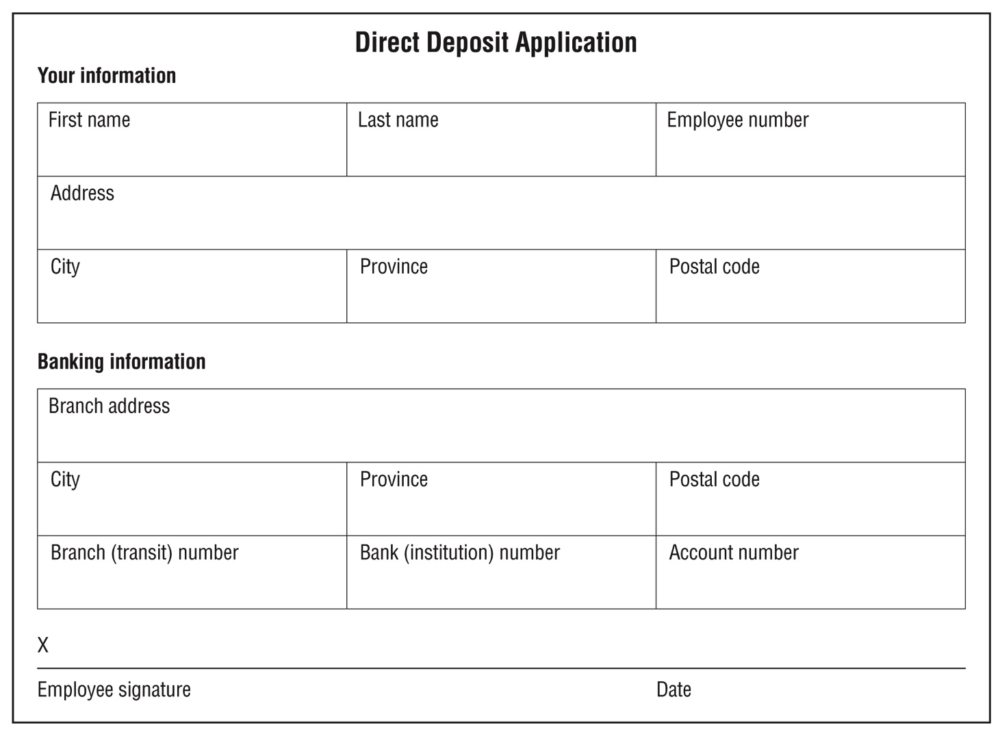 Direct Deposit Application
Your information
First name Last name Employee number
Address
City Province Postal code
Banking information
Branch address
City Province Postal code
Branch (transit) number Bank (institution) number Account number
X
Employee signature Date